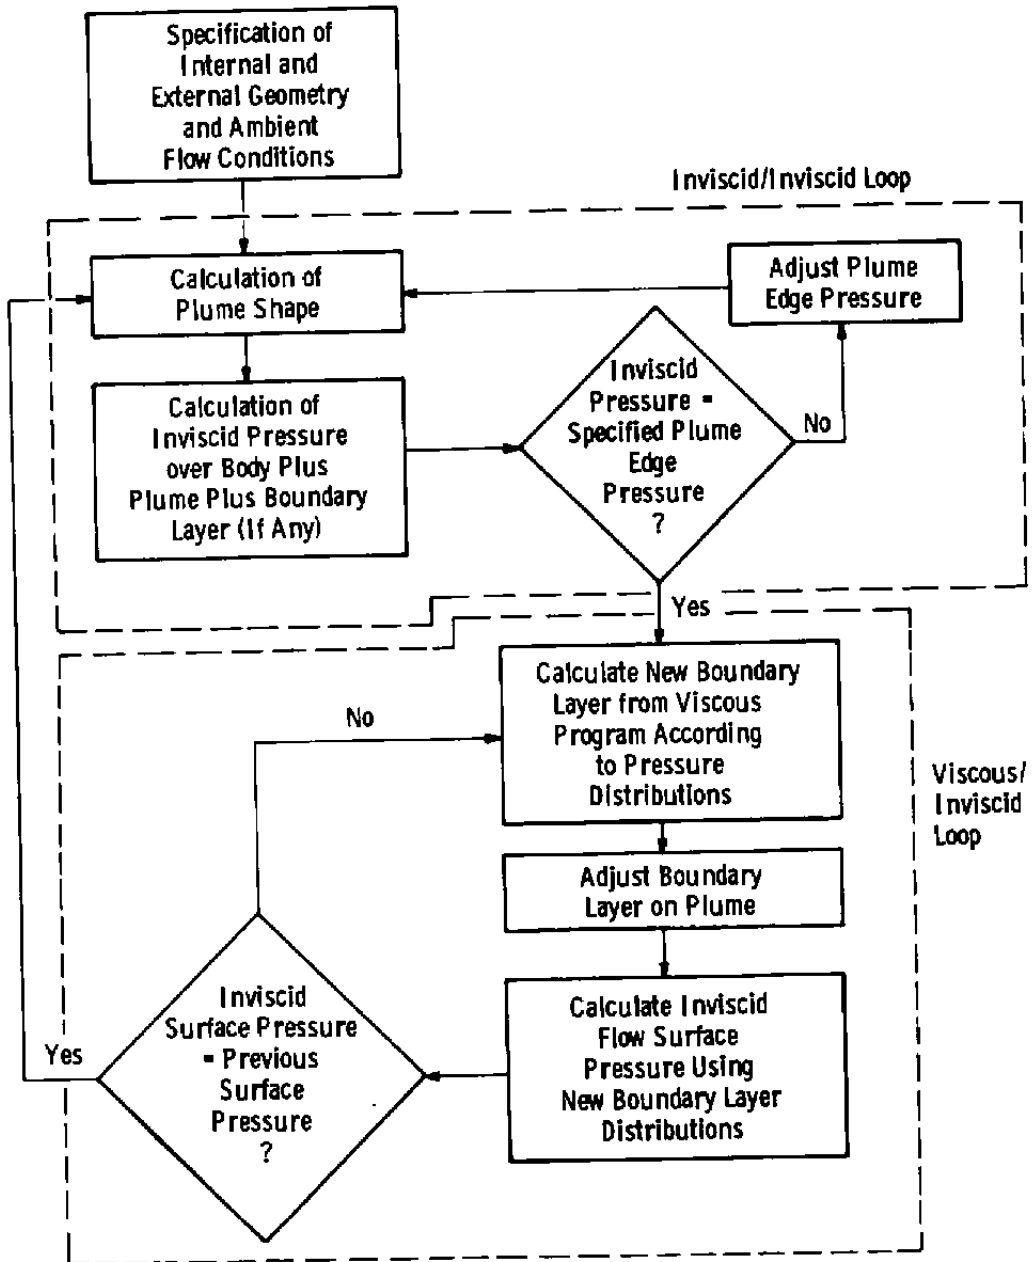 Specification of
Internal and
External Geometry
and Ambient
Flow Conditions
Inviscid/Inviscid Loop
Calculation of
Plume Shape
Adjust Plume
Edge Pressure
Calculation of
Inviscid Pressure
over Body Plus
Plume Plus Boundary
Layer (If Any)
Inviscid
Pressure =
Specified Plume
Edge
Pressure
?
No
Yes
Calculate New Boundary
Layer from Viscous
Program According
to Pressure
Distributions
No
Viscous/
Inviscid
Loop
Adjust Boundary
Layer on Plume
Inviscid
Surface Pressure
= Previous
Surface
Pressure
?
Yes
Calculate Inviscid
Flow Surface
Pressure Using
New Boundary Layer
Distributions